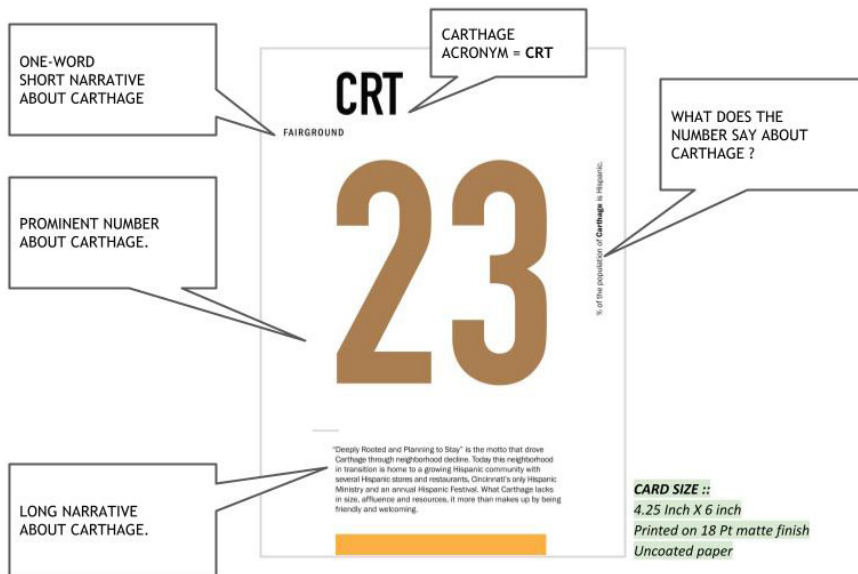 ONE-WORD
SHORT NARRATIVE
ABOUT CARTHAGE
CARTHAGE
ACRONYM = CRT
CRT
FAIRGROUND
WHAT DOES THE
NUMBER SAY ABOUT
CARTHAGE ?
PROMINENT NUMBER
ABOUT CARTHAGE.
23
% of the population of Carthage is Hispanic.
LONG NARRATIVE
ABOUT CARTHAGE.
"Deeply Rooted and Planning to Stay" is the motto that drove
Carthage through neighborhood decline. Today this neighborhood
in transition is home to a growing Hispanic community with
several Hispanic stores and restaurants, Cincinnati's only Hispanic
Ministry and an annual Hispanic Festival. What Carthage lacks
in size, affluence and resources, it more than makes up by being
friendly and welcoming.
CARD SIZE ::
4.25 Inch X 6 inch
Printed on 18 Pt matte finish
Uncoated paper